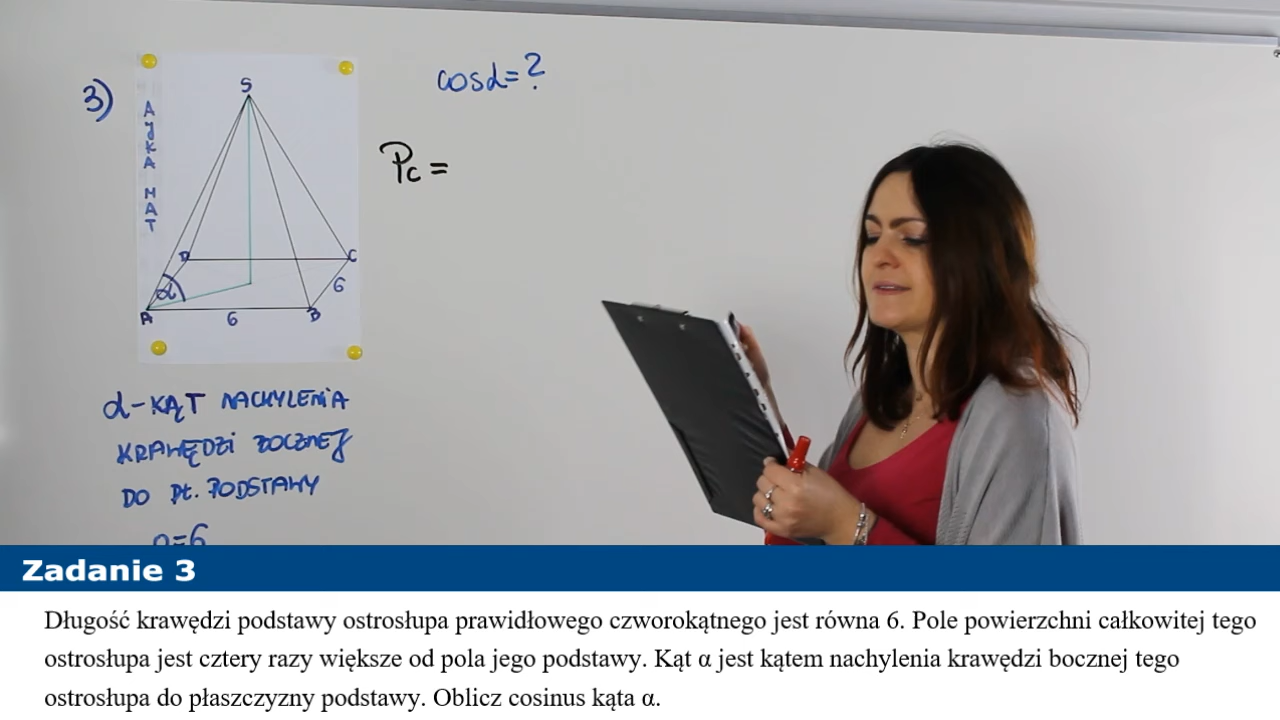 3)
AJKA MAT
S
D
C
α
6
A
6
B
cosα=?
Pc =
α-KĄT NACHYLENIA
KRAWĘDZI BOCZNEJ
DO PŁ. PODSTAWY
a=6
Zadanie 3
Długość krawędzi podstawy ostrosłupa prawidłowego czworokątnego jest równa 6. Pole powierzchni całkowitej tego
ostrosłupa jest cztery razy większe od pola jego podstawy. Kąt α jest kątem nachylenia krawędzi bocznej tego
ostrosłupa do płaszczyzny podstawy. Oblicz cosinus kąta α.